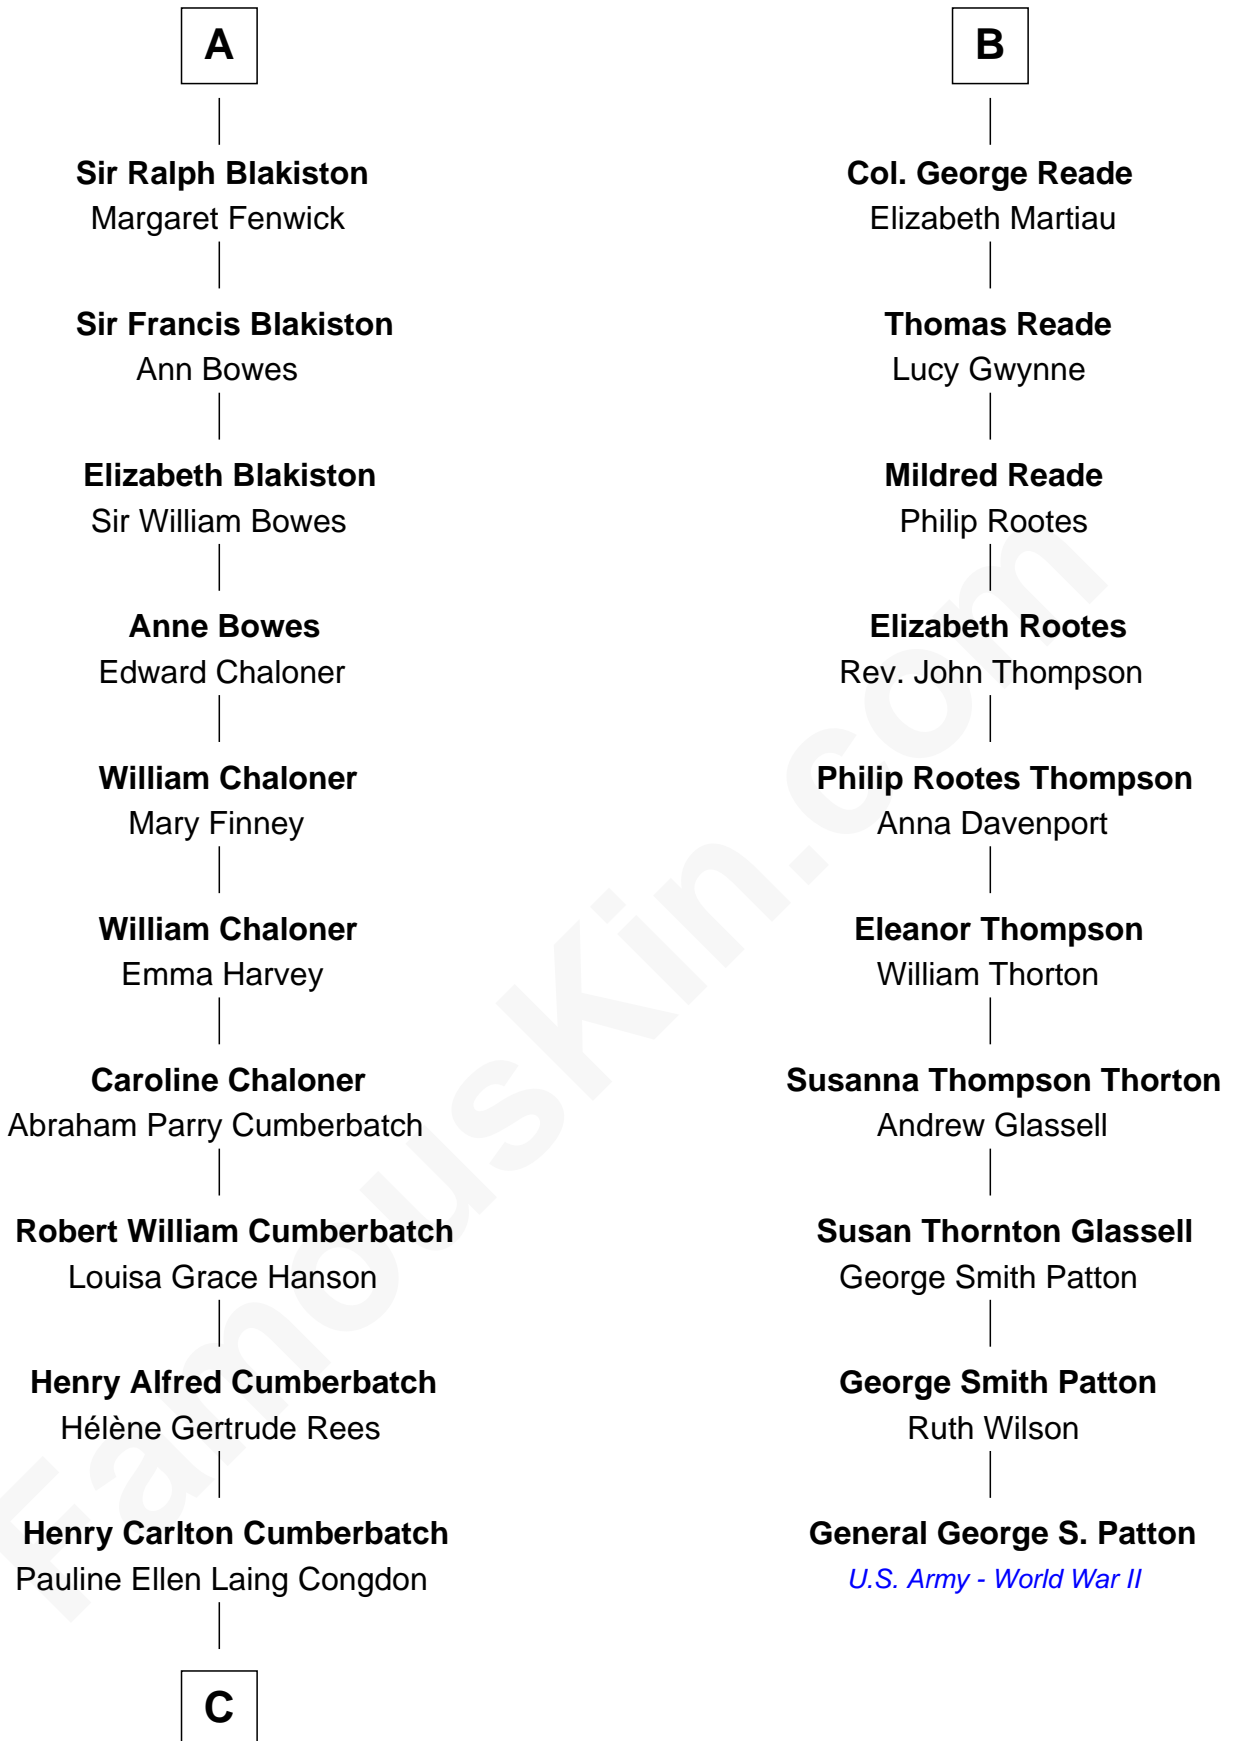 A
Sir Ralph Blakiston
Margaret Fenwick
Sir Francis Blakiston
Ann Bowes
Elizabeth Blakiston
Sir William Bowes
Anne Bowes
Edward Chaloner
William Chaloner
Mary Finney
William Chaloner
Emma Harvey
Caroline Chaloner
Abraham Parry Cumberbatch
Robert William Cumberbatch
Louisa Grace Hanson
Henry Alfred Cumberbatch
Hélène Gertrude Rees
Henry Carlton Cumberbatch
Pauline Ellen Laing Congdon
C
B
Col. George Reade
Elizabeth Martiau
Thomas Reade
Lucy Gwynne
Mildred Reade
Philip Rootes
Elizabeth Rootes
Rev. John Thompson
Philip Rootes Thompson
Anna Davenport
Eleanor Thompson
William Thorton
Susanna Thompson Thorton
Andrew Glassell
Susan Thornton Glassell
George Smith Patton
George Smith Patton
Ruth Wilson
General George S. Patton
U.S. Army - World War II
FamousKin.com